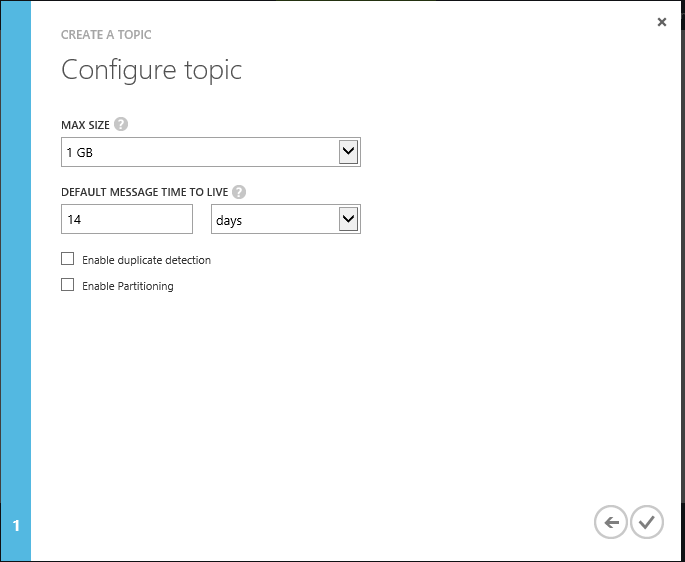 ×
CREATE A TOPIC
Configure topic
MAX SIZE ?
1 GB
DEFAULT MESSAGE TIME TO LIVE ?
14 days
Enable duplicate detection
Enable Partitioning
1